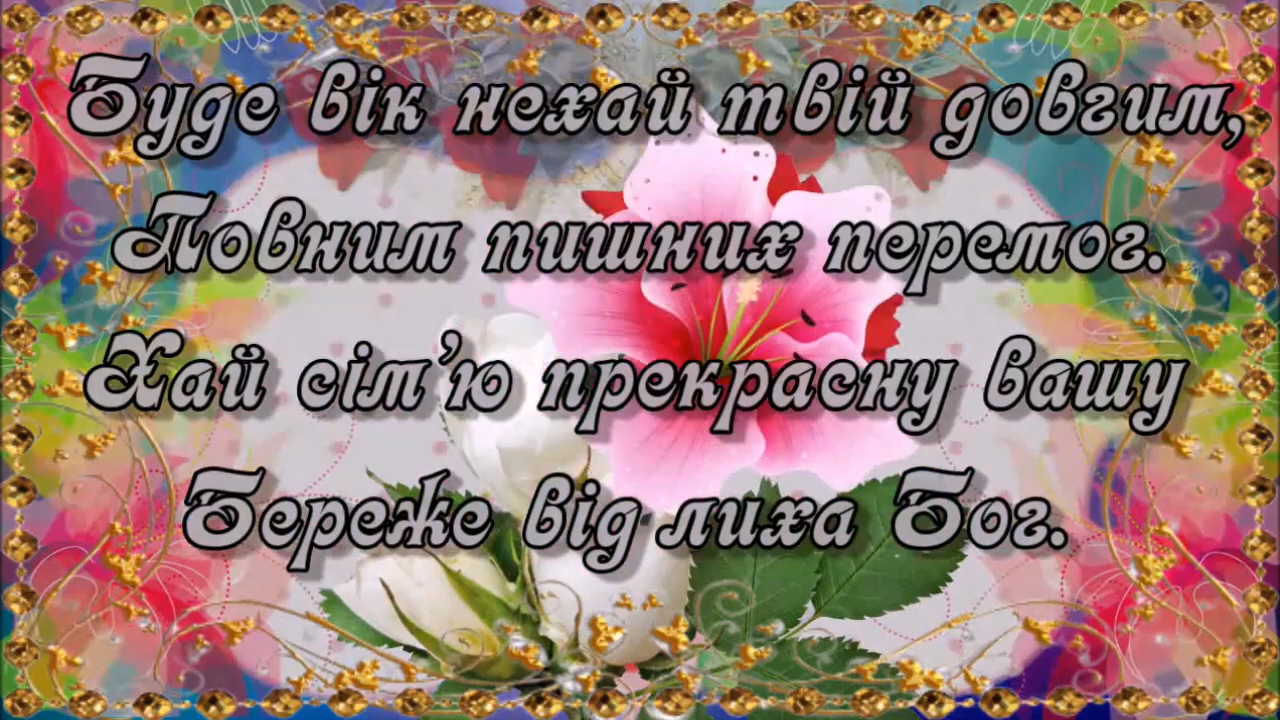 Буде вік нехай твій довгим,
Повним пишних перемог.
Хай сім'ю прекрасну вашу
Береже від лиха Бог.